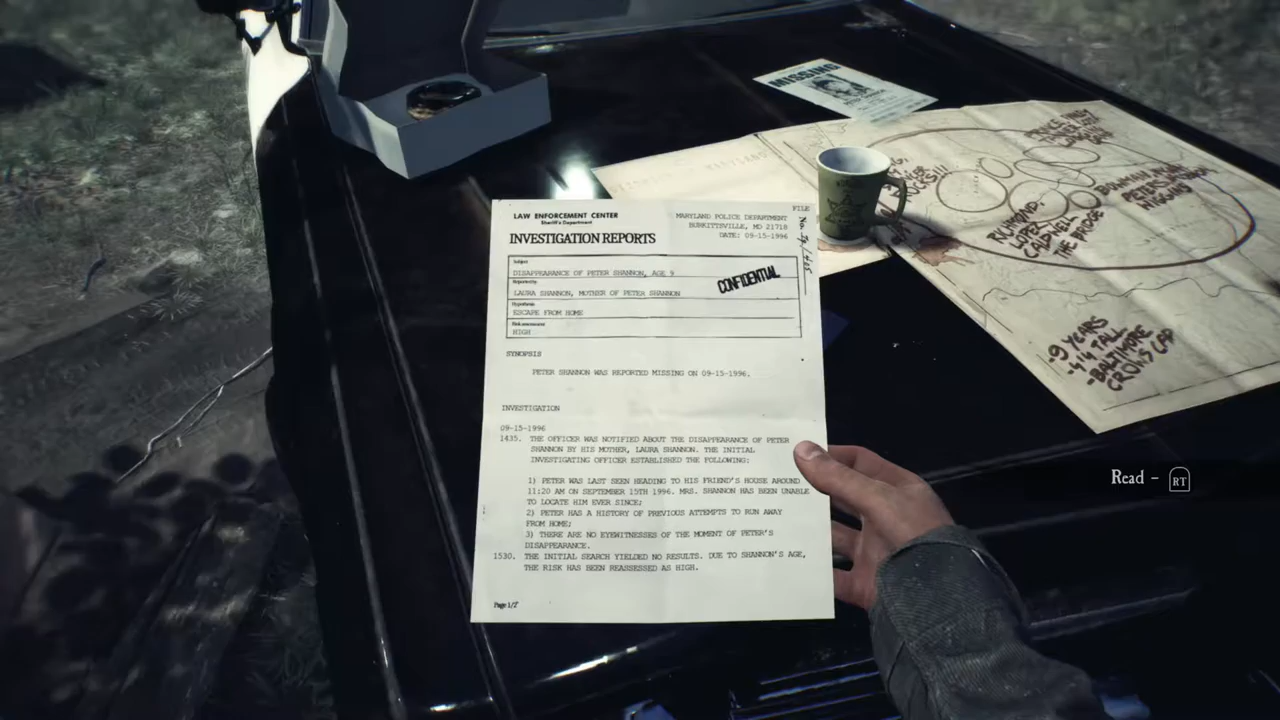 MISSING
LAW ENFORCEMENT CENTER
Sheriff's Department
INVESTIGATION REPORTS
MARYLAND POLICE DEPARTMENT
BURKITTSVILLE, MD 21718
DATE: 09-15-1996
FILE
No.
Subject
DISAPPEARANCE OF PETER SHANNON, AGE 9
LAURA SHANNON, MOTHER OF PETER SHANNON
Hypothesis
ESCAPE FROM HOME
Risk assessment
HIGH
CONFIDENTIAL
SYNOPSIS
PETER SHANNON WAS REPORTED MISSING ON 09-15-1996.
INVESTIGATION
09-15-1996
1435. THE OFFICER WAS NOTIFIED ABOUT THE DISAPPEARANCE OF PETER
SHANNON BY HIS MOTHER, LAURA SHANNON. THE INITIAL
INVESTIGATING OFFICER ESTABLISHED THE FOLLOWING:
1) PETER WAS LAST SEEN HEADING TO HIS FRIEND'S HOUSE AROUND
11:20 AM ON SEPTEMBER 15TH 1996. MRS. SHANNON HAS BEEN UNABLE
TO LOCATE HIM EVER SINCE;
2) PETER HAS A HISTORY OF PREVIOUS ATTEMPTS TO RUN AWAY
FROM HOME;
3) THERE ARE NO EYEWITNESSES OF THE MOMENT OF PETER'S
DISAPPEARANCE.
1530. THE INITIAL SEARCH YIELDED NO RESULTS. DUE TO SHANNON'S AGE,
THE RISK HAS BEEN REASSESSED AS HIGH.
Page 1/2
ROCKS!!!
RICHMOND,
LOPEZ,
CALDWELL
THE BRIDGE
PETERSON
HIGGINS
-9 YEARS
-4'4 TALL
-BALTIMORE
CROWS CAP
Read - RT